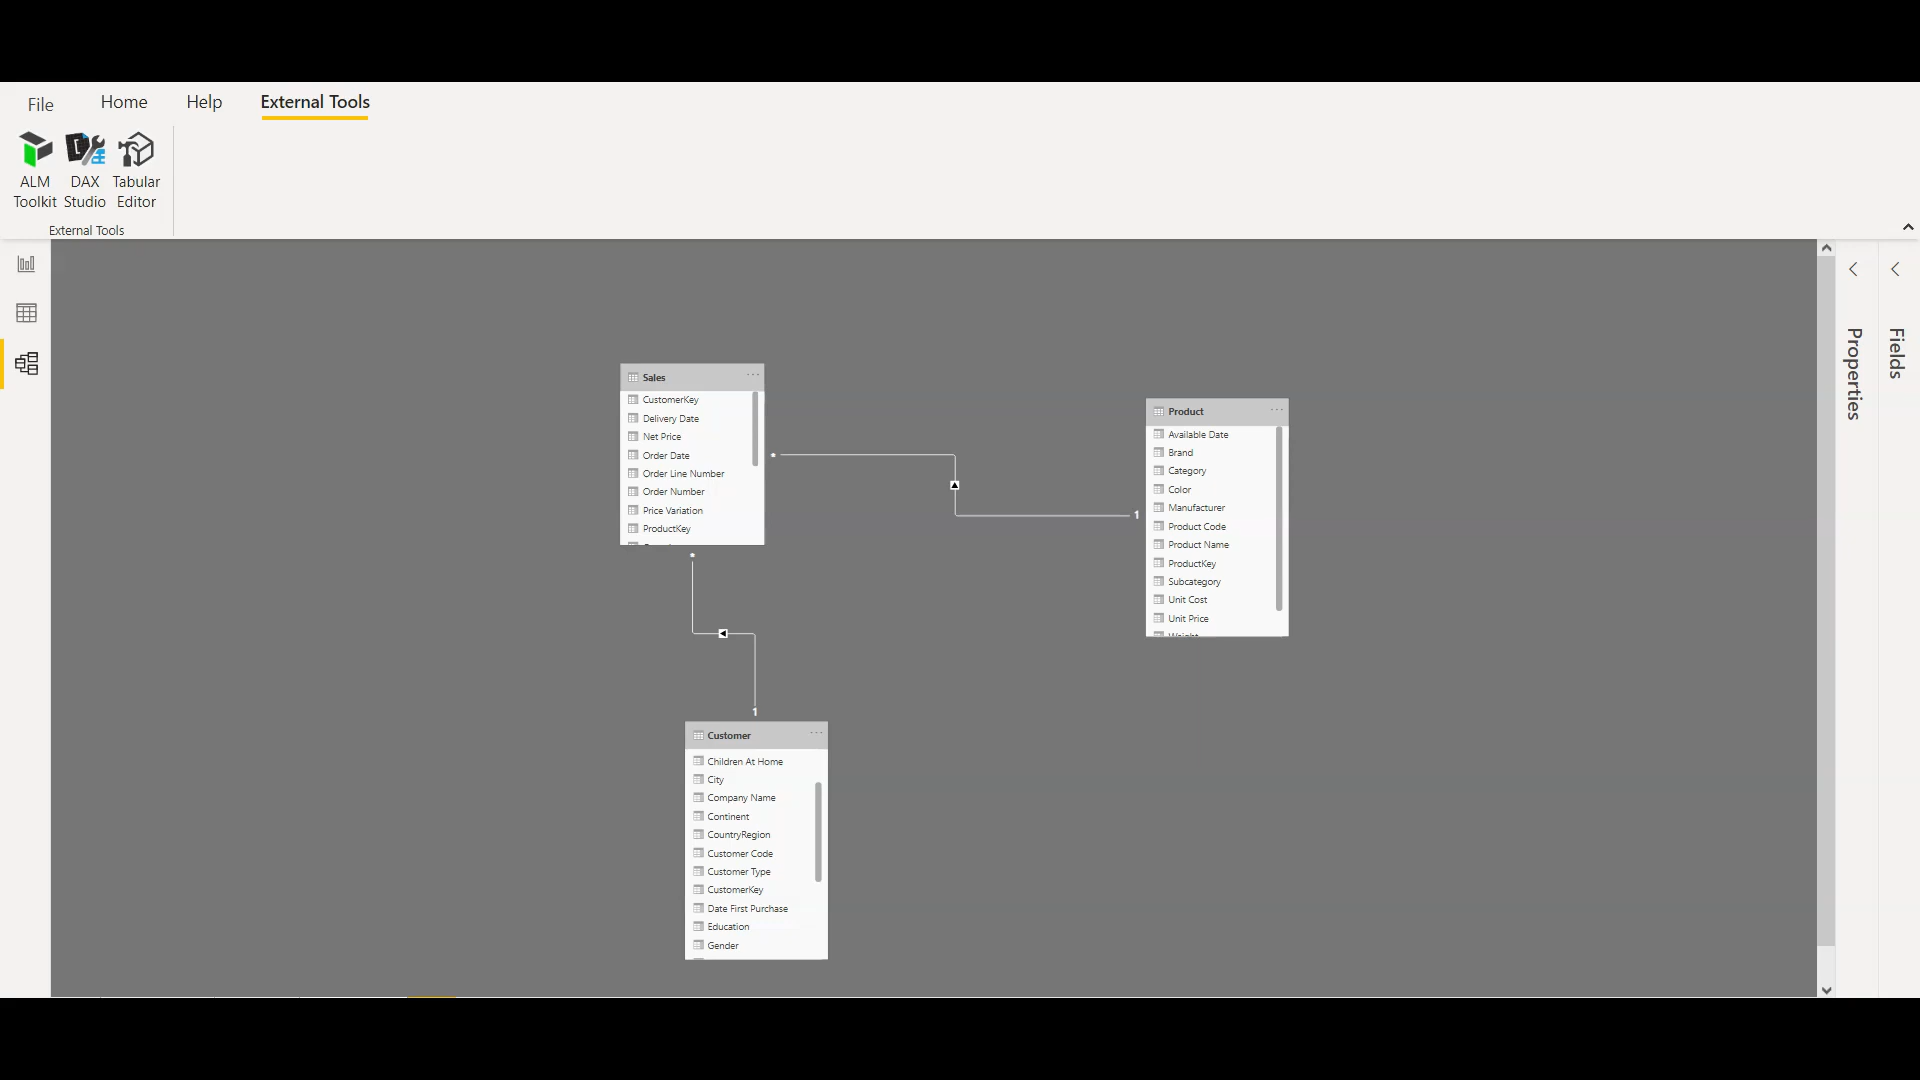 File
Home
Help
External Tools
ALM
Toolkit
DAX
Studio
Tabular
Editor
External Tools
Sales
CustomerKey
Delivery Date
Net Price
Order Date
Order Line Number
Order Number
Price Variation
ProductKey
*
1
Product
Available Date
Brand
Category
Color
Manufacturer
Product Code
Product Name
ProductKey
Subcategory
Unit Cost
Unit Price
Weight
*
1
Customer
Children At Home
City
Company Name
Continent
CountryRegion
Customer Code
Customer Type
CustomerKey
Date First Purchase
Education
Gender
Properties
Fields